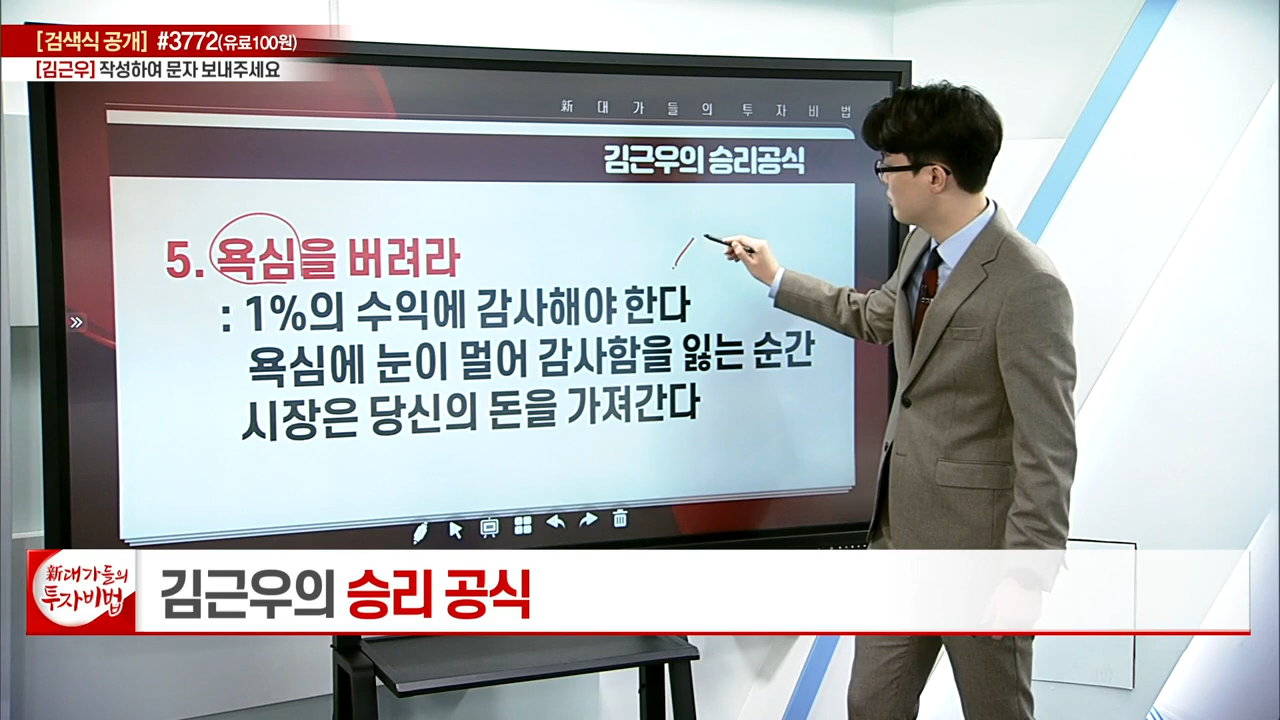 [검색식 공개] #3772(유료100원)
[김근우] 작성하여 문자 보내주세요
新 대가들의 투자비법
김근우의 승리공식
5. 욕심을 버려라
: 1%의 수익에 감사해야 한다
욕심에 눈이 멀어 감사함을 잃는 순간
시장은 당신의 돈을 가져간다
新대가들의
투자비법
김근우의 승리 공식